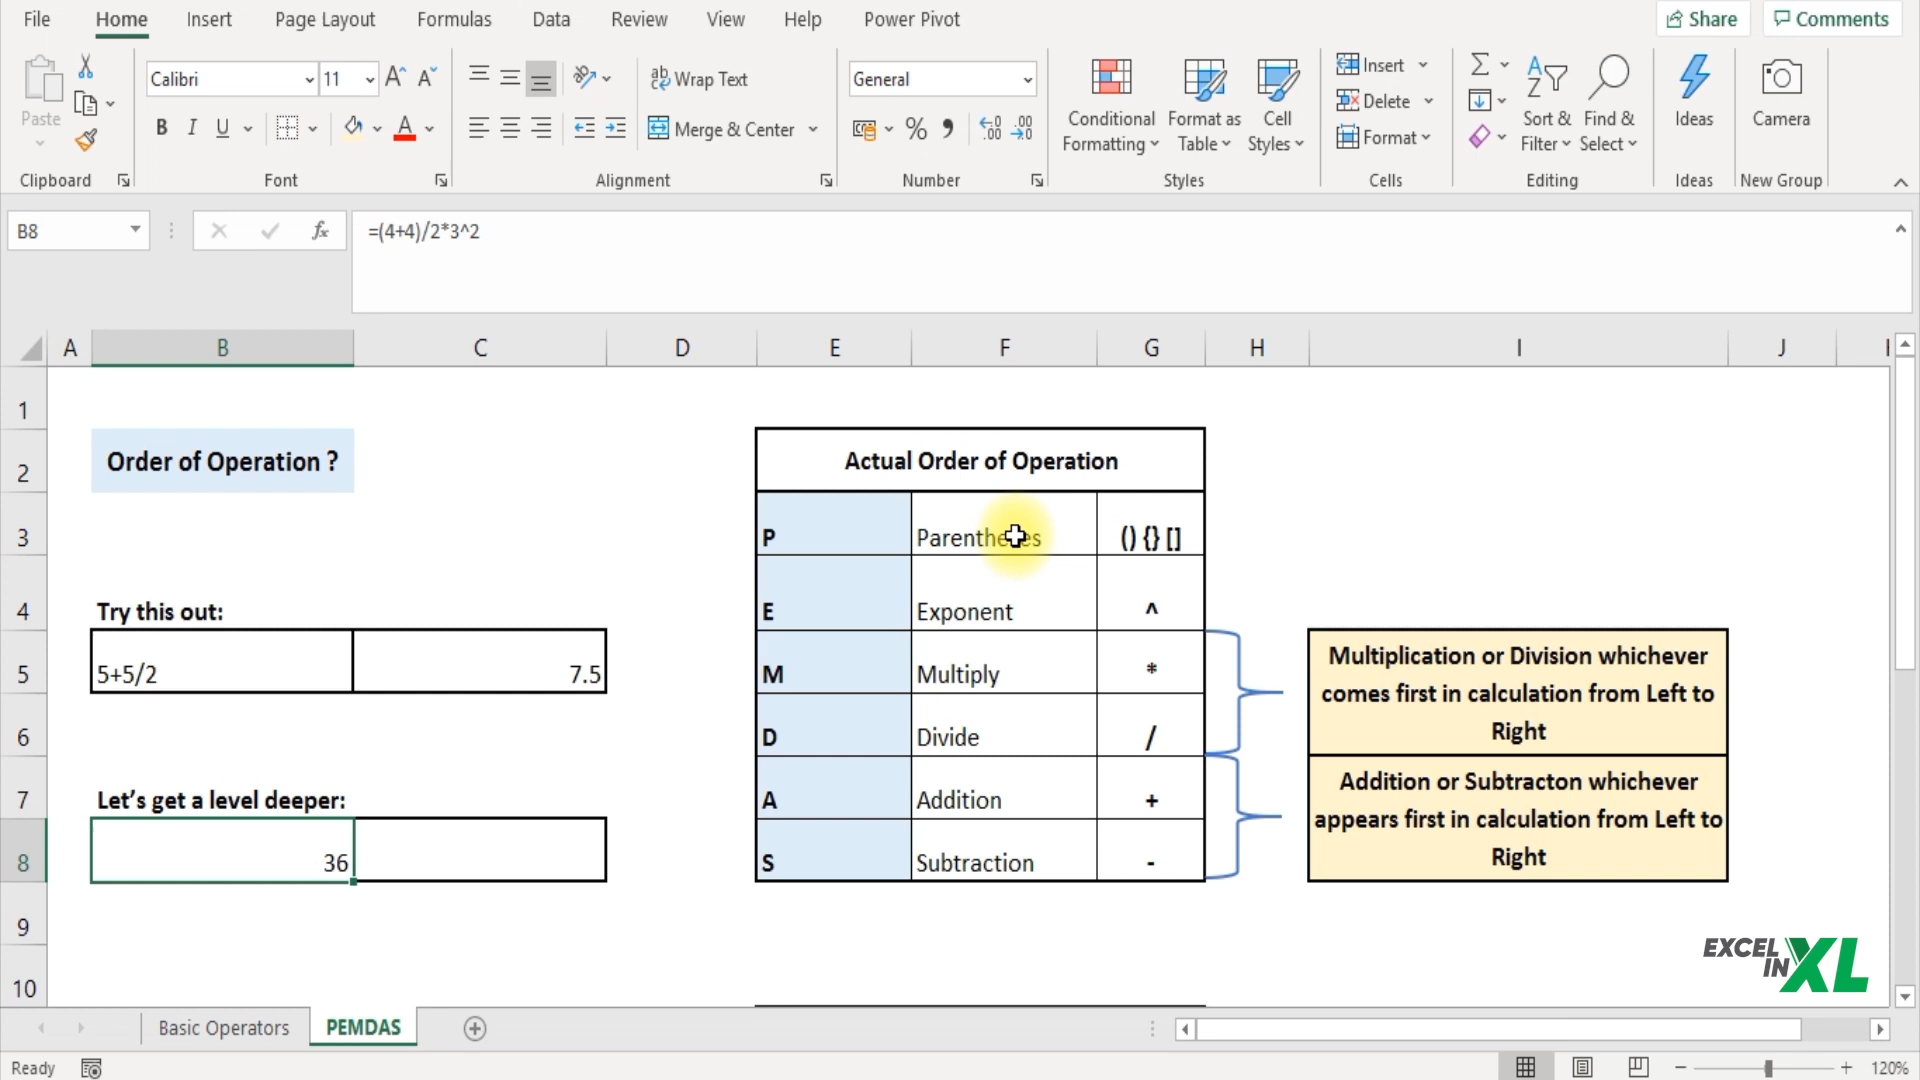 File Home Insert Page Layout Formulas Data Review View Help Power Pivot Share Comments
Paste
Clipboard
Calibri 11
B I U
Font
Wrap Text
Merge & Center
Alignment
General
Number
Conditional Formatting
Format as Table
Cell Styles
Styles
Insert
Delete
Format
Cells
Sort & Filter
Find & Select
Editing
Ideas
Ideas
Camera
New Group
B8 fx =(4+4)/2*3^2
A B C D E F G H I J
1
2 Order of Operation ? Actual Order of Operation
3 P () {} []
4 Try this out: E Exponent ^
5 5+5/2 7.5 M Multiply *
6 D Divide /
Multiplication or Division whichever
comes first in calculation from Left to
Right
7 Let's get a level deeper: A Addition +
8 36 S Subtraction -
Addition or Subtracton whichever
appears first in calculation from Left to
Right
9
10
EXCEL
IN XL
Basic Operators PEMDAS
Ready 120%